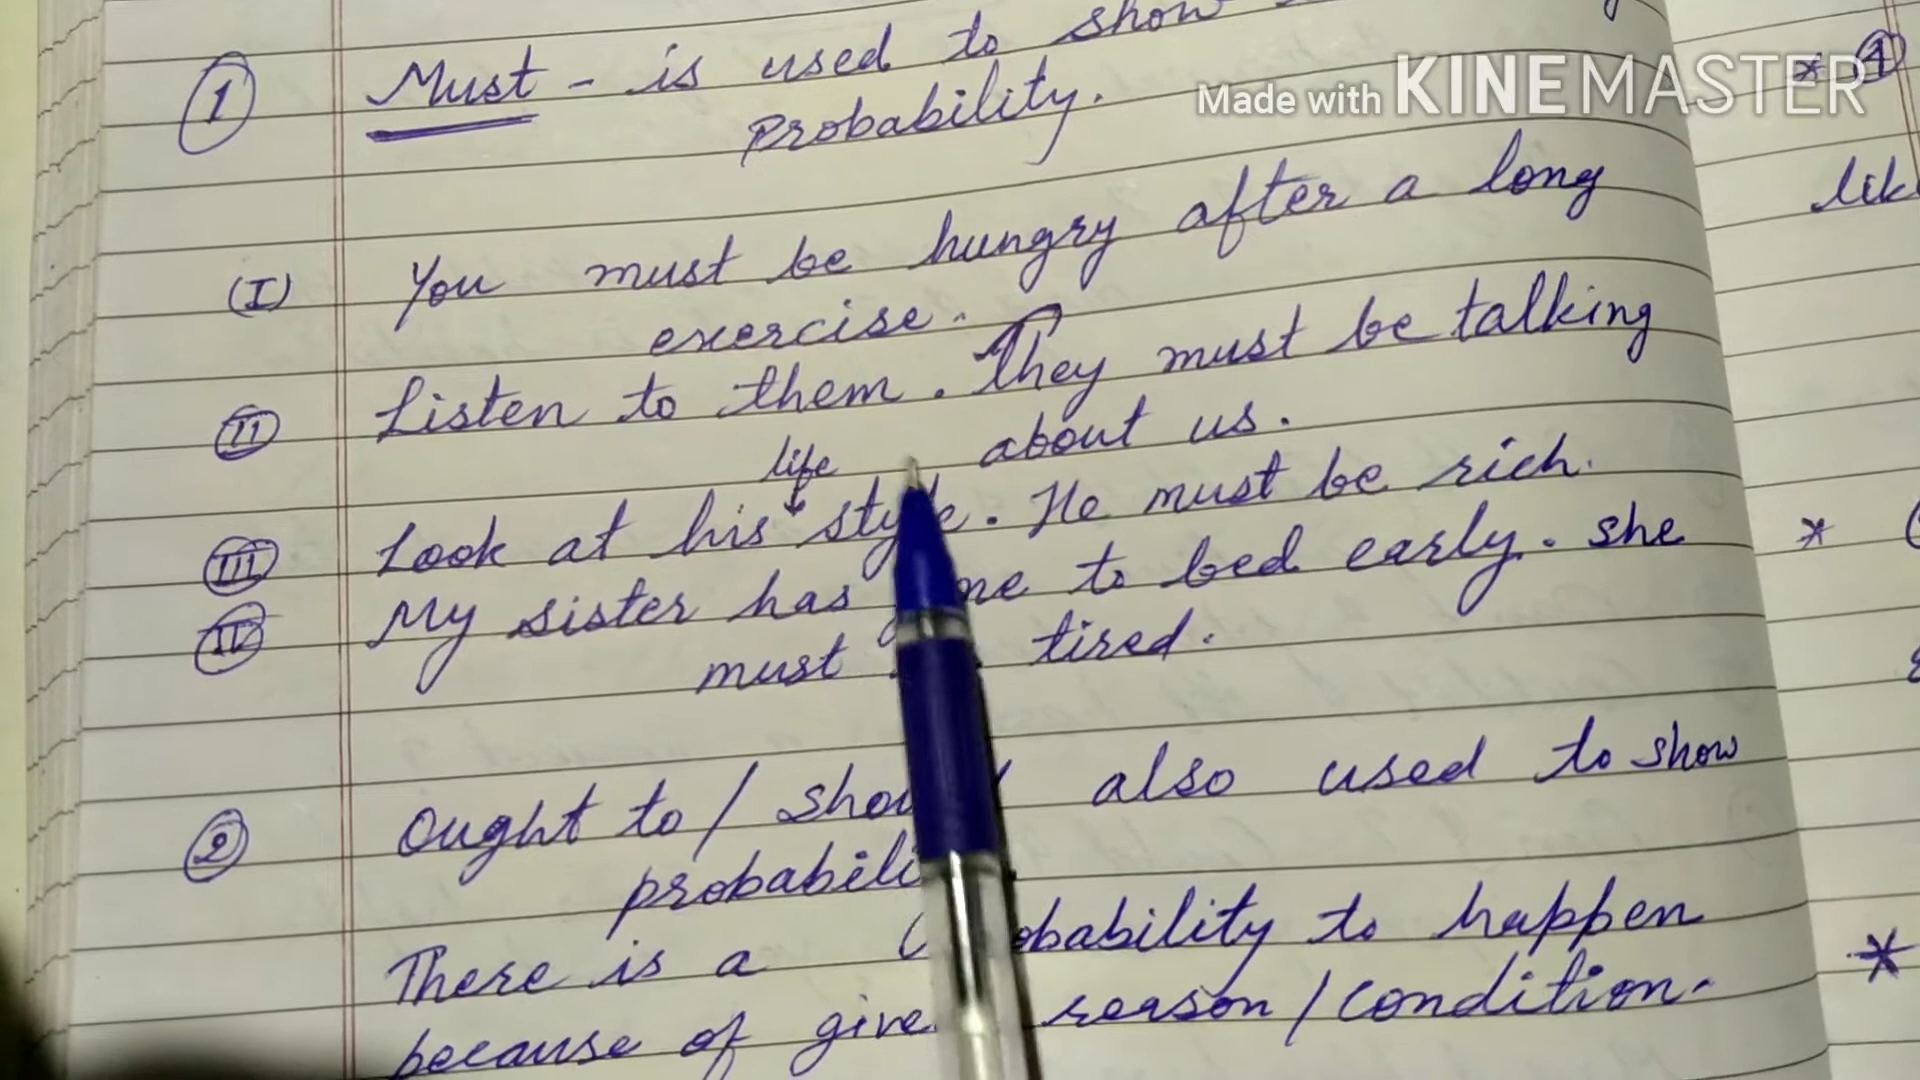 ① Must - is used to show
probability.
(I) You must be hungry after a long
exercise.
(II) Listen to them. They must be talking
about us.
life
(III) Look at his style. He must be rich.
My sister has to bed early. she
must tired.
② Ought to / also used to show
There is a to happen
because of reason / condition.
Made with KINEMASTER
* ④
*
*